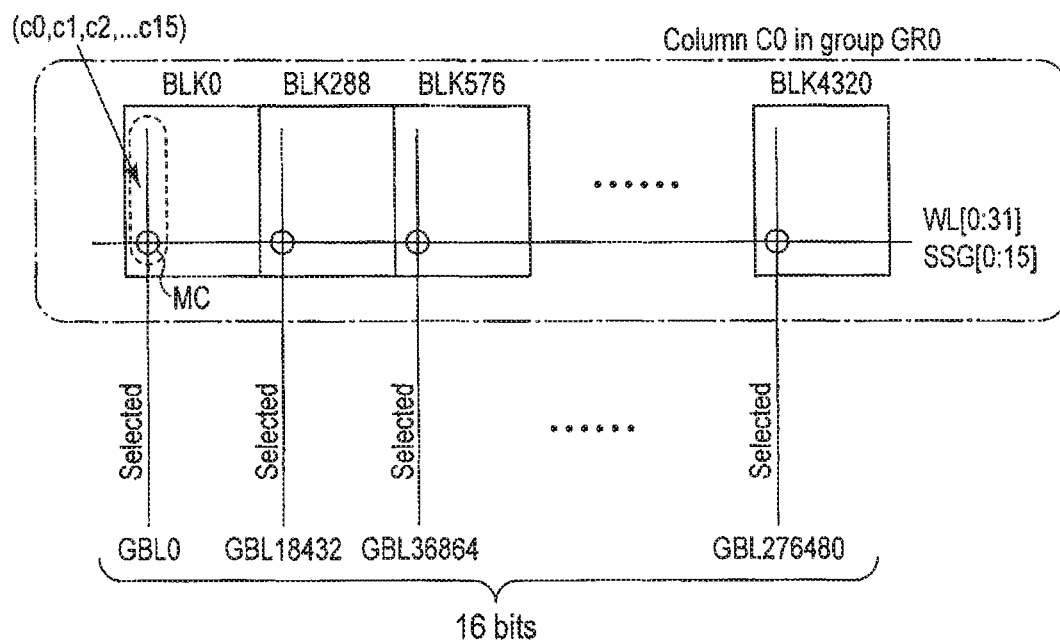 (c0,c1,c2,...c15)
Column C0 in group GR0
BLK0 BLK288 BLK576 BLK4320
......
WL[0:31]
SSG[0:15]
MC
Selected Selected Selected Selected
......
GBL0 GBL18432 GBL36864 GBL276480
16 bits